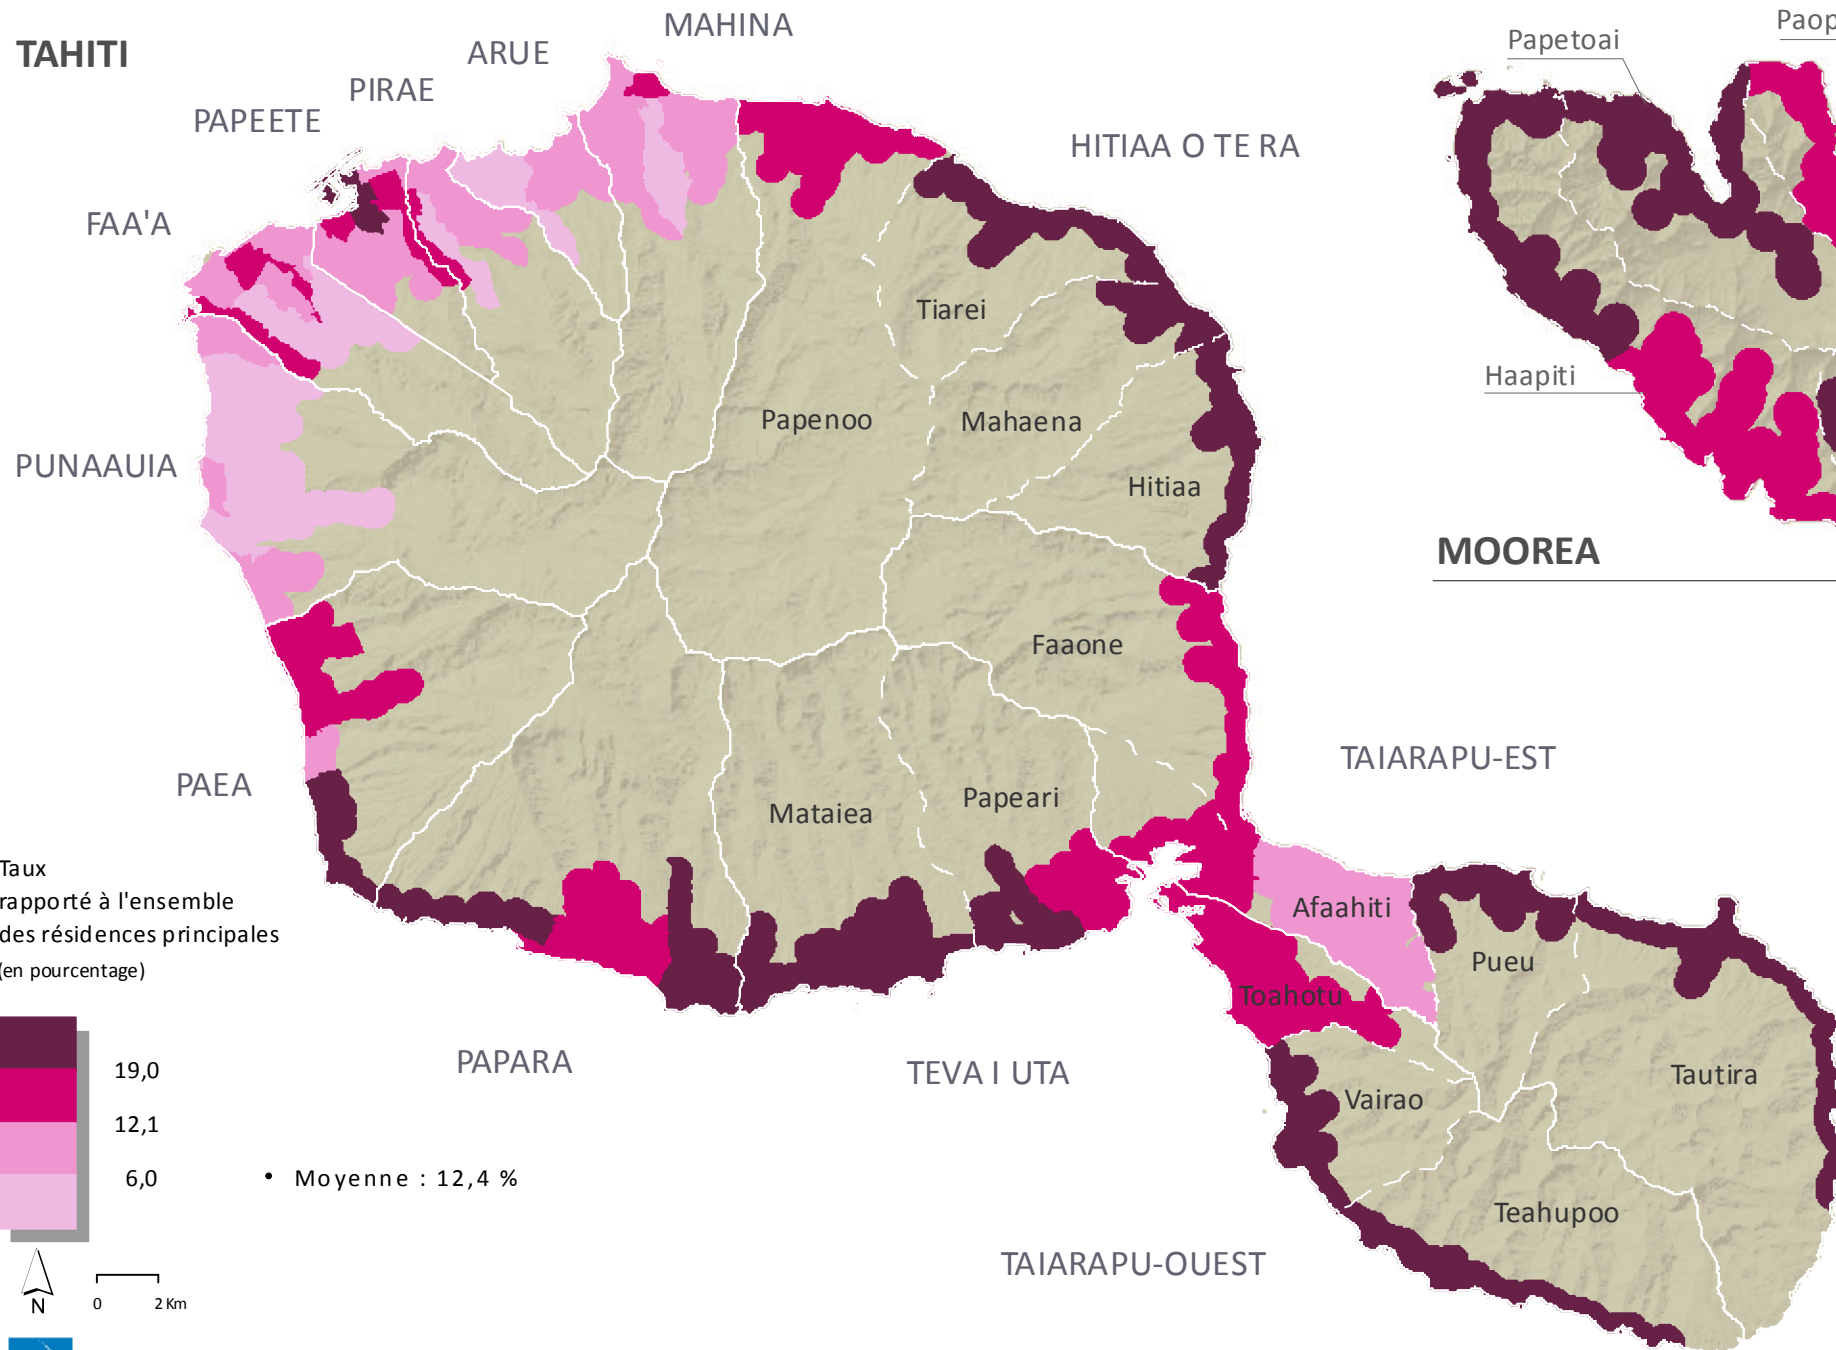 TAHITI
MAHINA
ARUE
PIRAE
PAPEETE
FAA'A
HITIAA O TE RA
Papetoai
Paop
Tiarei
Haapiti
Papenoo
Mahaena
PUNAAUIA
Hitiaa
MOOREA
Faaone
TAIARAPU-EST
PAEA
Mataiea
Papeari
Taux
rapporté à l'ensemble
des résidences principales
(en pourcentage)
Afaahiti
Pueu
Toahotu
PAPARA
TEVA I UTA
Tautira
Vairao
19,0
12,1
6,0
• Moyenne : 12,4 %
Teahupoo
TAIARAPU-OUEST
N
0 2 Km